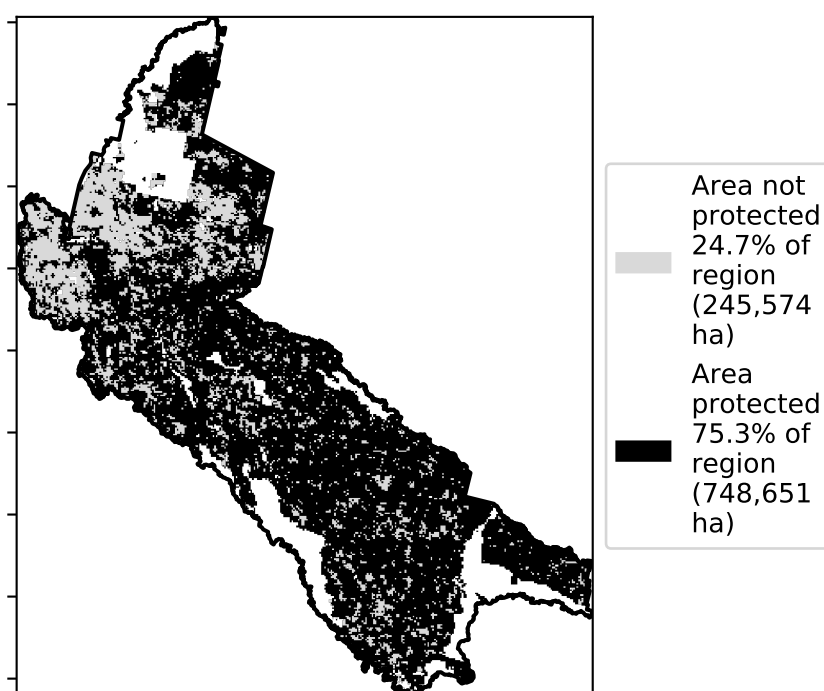 Area not
protected
24.7% of
region
(245,574
ha)
Area
protected
75.3% of
region
(748,651
ha)